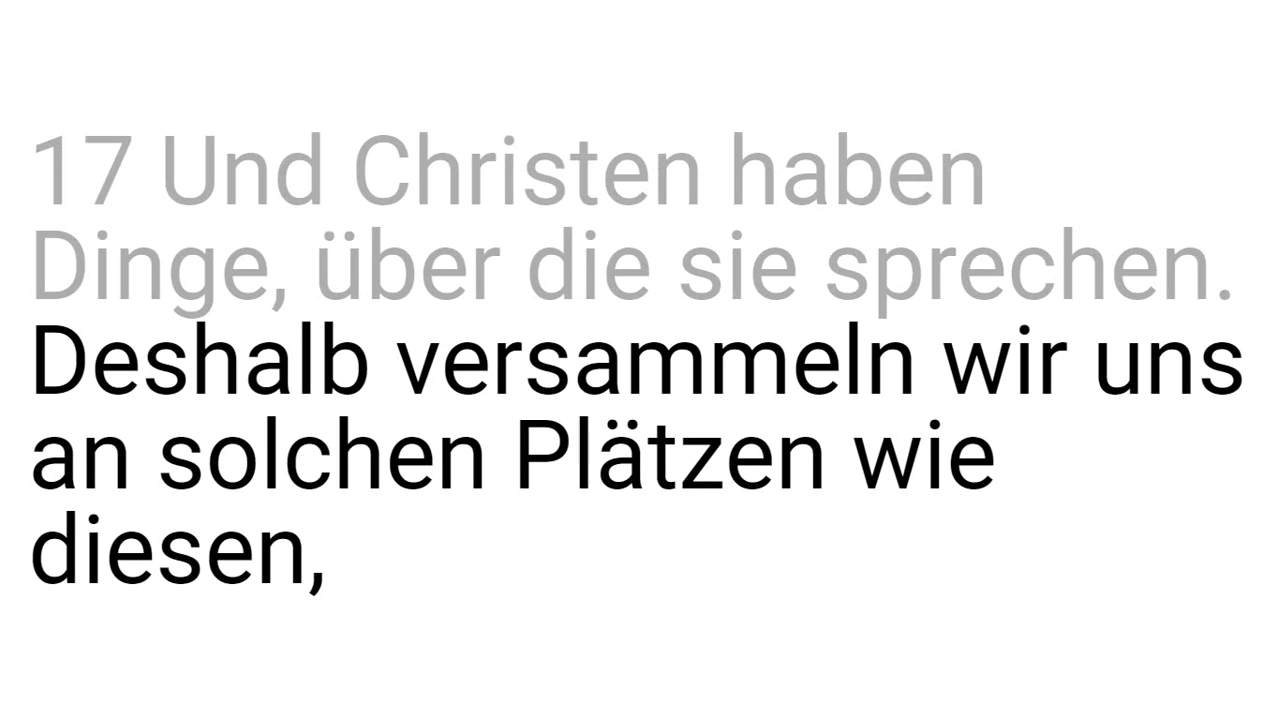 17 Und Christen haben
Dinge, über die sie sprechen.
Deshalb versammeln wir uns
an solchen Plätzen wie
diesen,